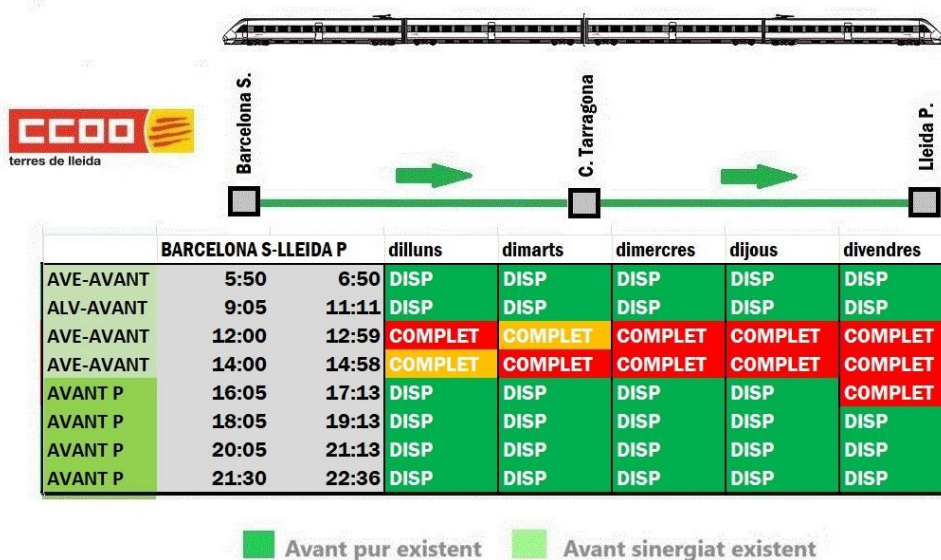 CCOO
terres de lleida
Barcelona S.
C. Tarragona
Lleida P.
BARCELONA S-LLEIDA P dilluns dimarts dimercres dijous divendres
AVE-AVANT 5:50 6:50 DISP DISP DISP DISP DISP
ALV-AVANT 9:05 11:11 DISP DISP DISP DISP DISP
AVE-AVANT 12:00 12:59 COMPLET COMPLET COMPLET COMPLET COMPLET
AVE-AVANT 14:00 14:58 COMPLET COMPLET COMPLET COMPLET COMPLET
AVANT P 16:05 17:13 DISP DISP DISP DISP COMPLET
AVANT P 18:05 19:13 DISP DISP DISP DISP DISP
AVANT P 20:05 21:13 DISP DISP DISP DISP DISP
AVANT P 21:30 22:36 DISP DISP DISP DISP DISP
Avant pur existent Avant sinergiat existent